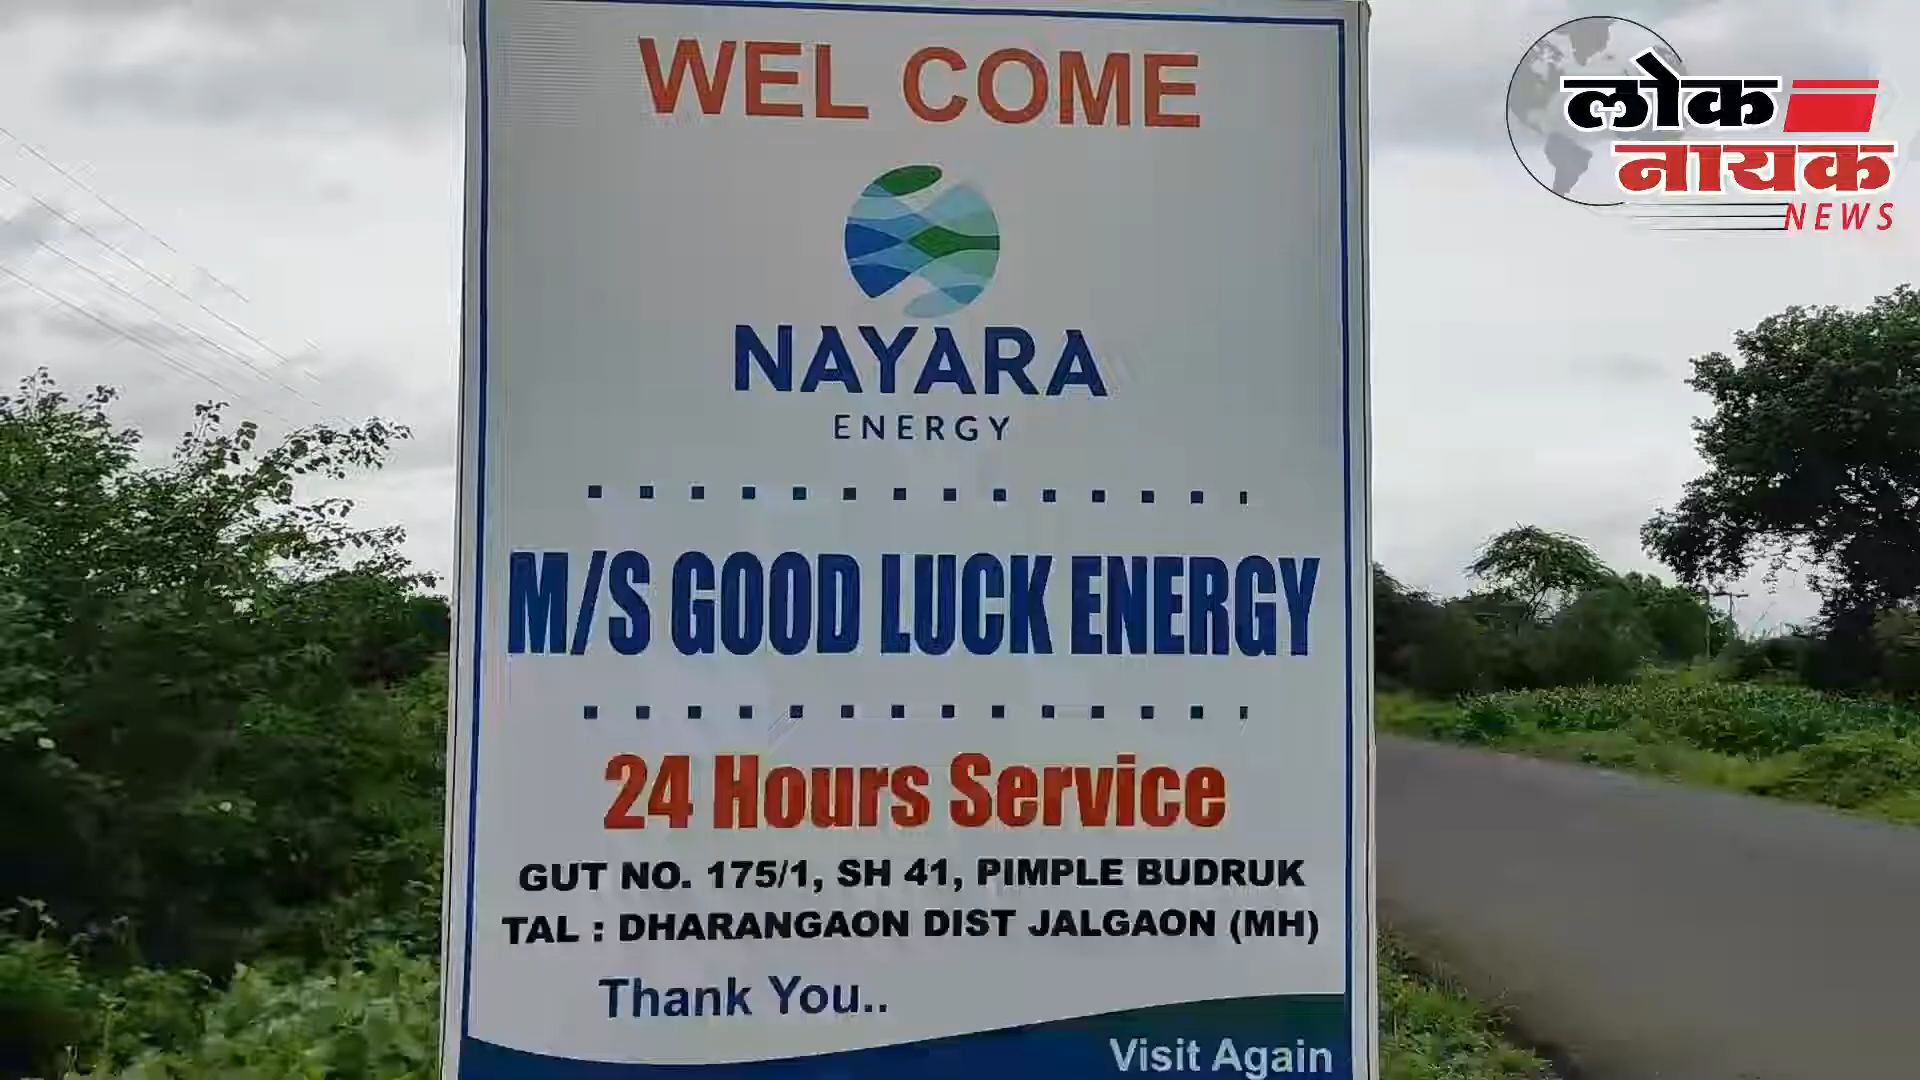 WEL COME
NAYARA
ENERGY
M/S GOOD LUCK ENERGY
24 Hours Service
GUT NO. 175/1, SH 41, PIMPLE BUDRUK
TAL : DHARANGAON DIST JALGAON (MH)
Thank You..
Visit Again
लोक
नायक
NEWS